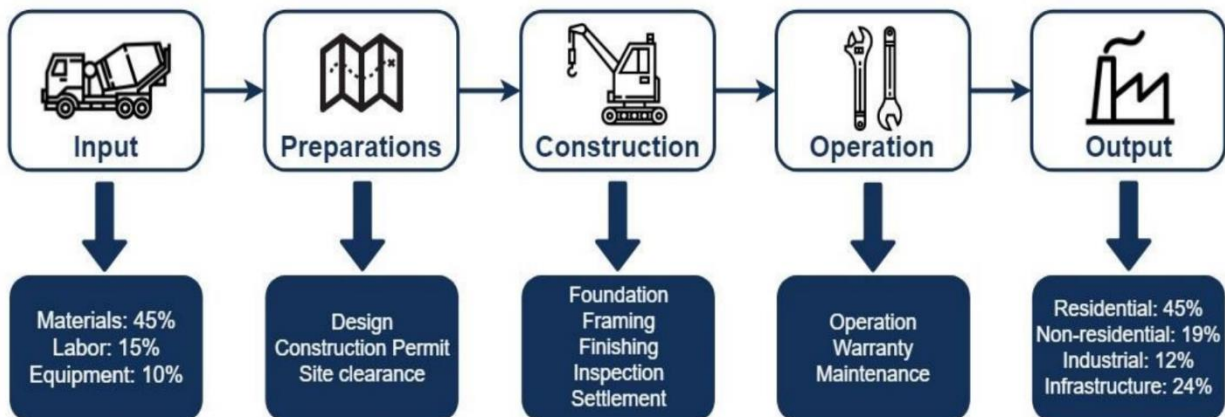 Input
Preparations
Construction
Operation
Output
Materials: 45%
Labor: 15%
Equipment: 10%
Design
Construction Permit
Site clearance
Foundation
Framing
Finishing
Inspection
Settlement
Operation
Warranty
Maintenance
Residential: 45%
Non-residential: 19%
Industrial: 12%
Infrastructure: 24%